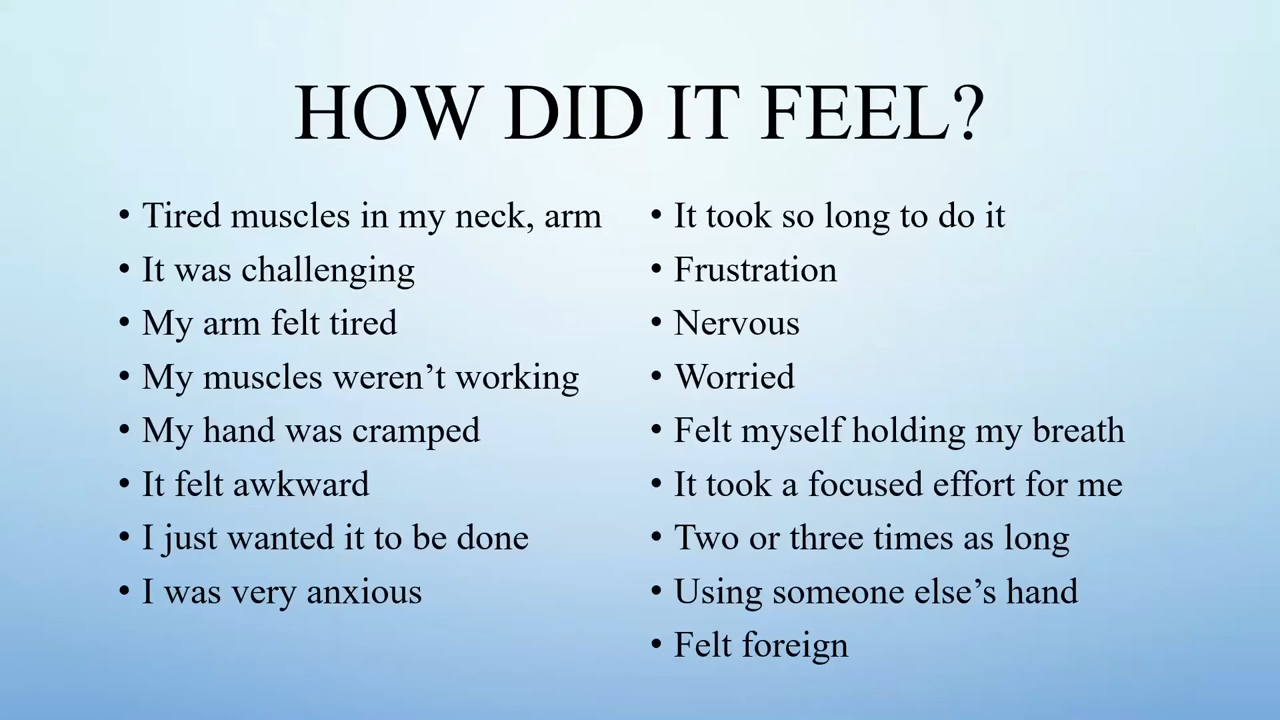 HOW DID IT FEEL?
• Tired muscles in my neck, arm
• It was challenging
• My arm felt tired
• My muscles weren’t working
• My hand was cramped
• It felt awkward
• I just wanted it to be done
• I was very anxious
• It took so long to do it
• Frustration
• Nervous
• Worried
• Felt myself holding my breath
• It took a focused effort for me
• Two or three times as long
• Using someone else’s hand
• Felt foreign